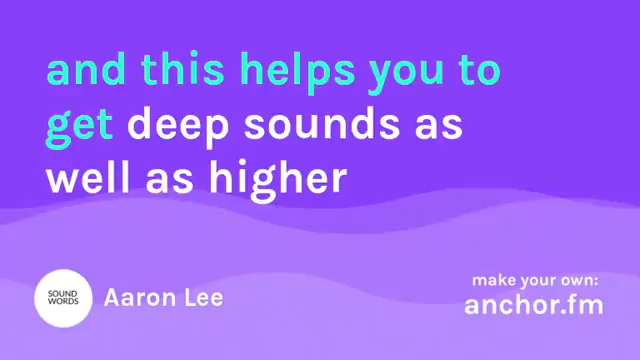 and this helps you to
get deep sounds as
well as higher
SOUND
WORDS
Aaron Lee
make your own:
anchor.fm